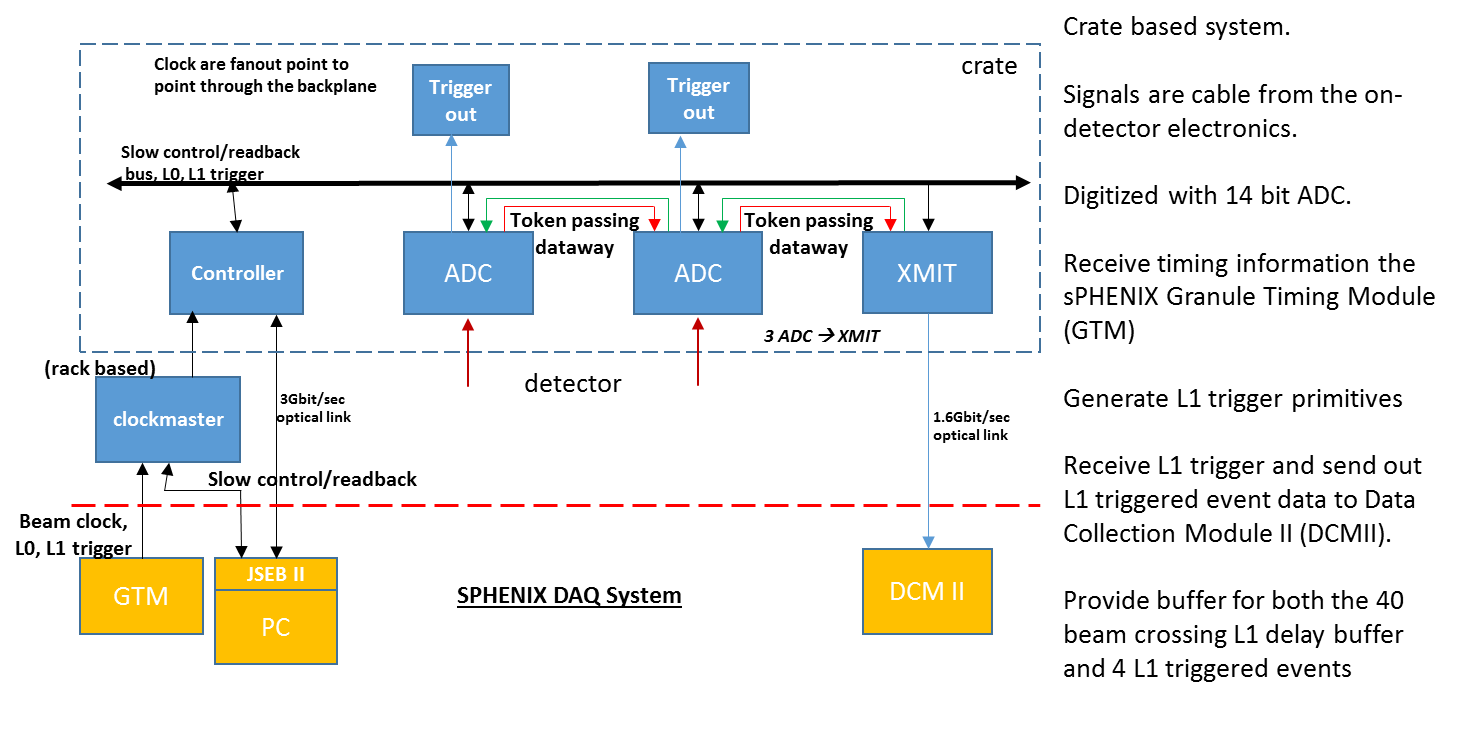 Clock are fanout point to
point through the backplane
crate
Trigger
out
Trigger
out
Slow control/readback
bus, L0, L1 trigger
Token passing
dataway
Token passing
dataway
Controller
ADC
ADC
XMIT
3 ADC → XMIT
(rack based)
detector
clockmaster
3Gbit/sec
optical link
1.6Gbit/sec
optical link
Slow control/readback
Beam clock,
L0, L1 trigger
GTM
JSEB II
PC
SPHENIX DAQ System
DCM II
Crate based system.
Signals are cable from the on-
detector electronics.
Digitized with 14 bit ADC.
Receive timing information the
sPHENIX Granule Timing Module
(GTM)
Generate L1 trigger primitives
Receive L1 trigger and send out
L1 triggered event data to Data
Collection Module II (DCMII).
Provide buffer for both the 40
beam crossing L1 delay buffer
and 4 L1 triggered events